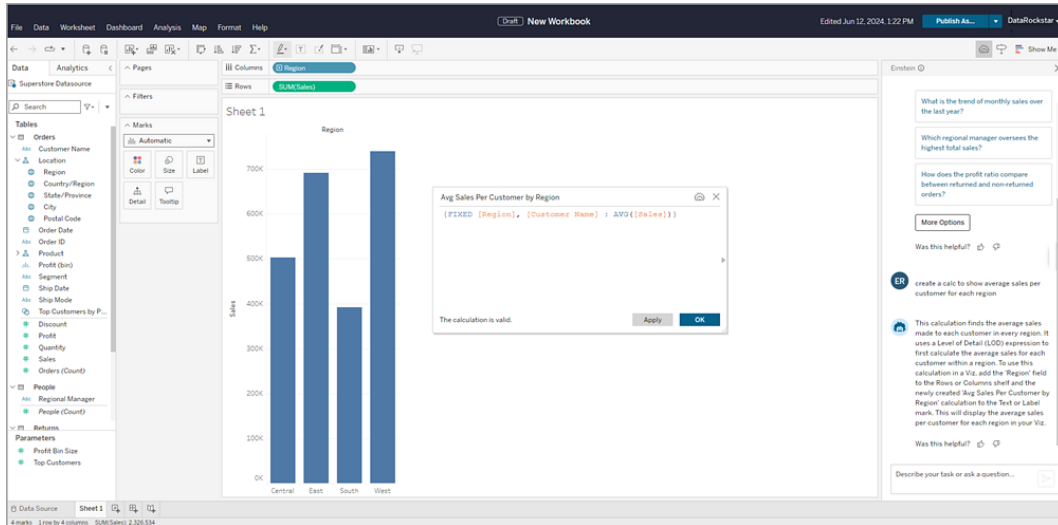 Draft New Workbook
Edited Jun 12, 2024, 1:22 PM
Publish As...
DataRockstar
File Data Worksheet Dashboard Analysis Map Format Help
Show Me
Data Analytics
Superstore Datasource
Search
Tables
Orders
Abc Customer Name
Location
Region
Country/Region
State/Province
City
Postal Code
Order Date
Abc Order ID
Product
Profit (bin)
Abc Segment
Ship Date
Abc Ship Mode
Top Customers by P...
Discount
Profit
Quantity
Sales
Orders (Count)
People
Abc Regional Manager
People (Count)
Returns
Parameters
Profit Bin Size
Top Customers
Pages
Filters
Marks
Automatic
Color Size Label
Detail Tooltip
Columns Region
Rows SUM(Sales)
Sheet 1
Region
Sales
700K
600K
500K
400K
300K
200K
100K
0K
Central East South West
Avg Sales Per Customer by Region
{FIXED [Region], [Customer Name] : AVG([Sales])}
The calculation is valid.
Apply OK
Einstein
What is the trend of monthly sales over
the last year?
Which regional manager oversees the
highest total sales?
How does the profit ratio compare
between returned and non-returned
orders?
More Options
Was this helpful?
ER
create a calc to show average sales per
customer for each region
This calculation finds the average sales
made to each customer in every region. It
uses a Level of Detail (LOD) expression to
first calculate the average sales for each
customer within a region. To use this
calculation in a Viz, add the 'Region' field
to the Rows or Columns shelf and the
newly created 'Avg Sales Per Customer by
Region' calculation to the Text or Label
mark. This will display the average sales
per customer for each region in your Viz.
Was this helpful?
Describe your task or ask a question...
Data Source Sheet 1
4 marks 1 row by 4 columns SUM(Sales): 2,326,534